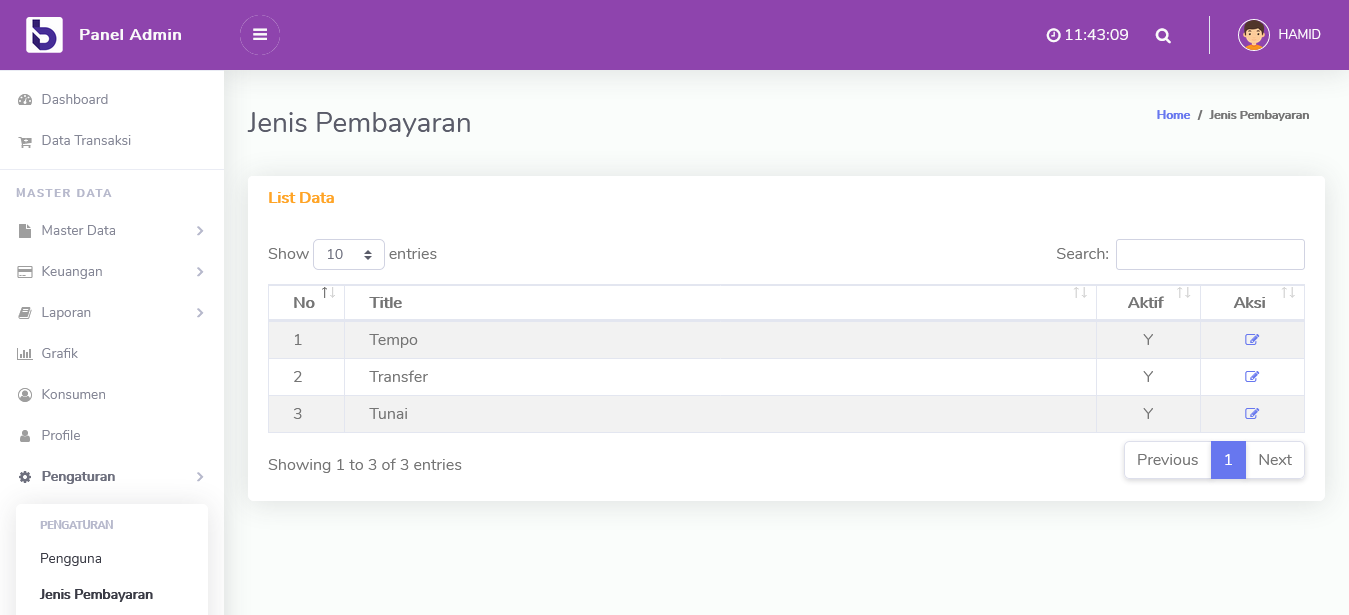 Panel Admin
11:43:09
HAMID
Dashboard
Data Transaksi
MASTER DATA
Master Data
Keuangan
Laporan
Grafik
Konsumen
Profile
Pengaturan
PENGATURAN
Pengguna
Jenis Pembayaran
Jenis Pembayaran
Home / Jenis Pembayaran
List Data
Show 10 entries
Search:
No Title Aktif Aksi
1 Tempo Y
2 Transfer Y
3 Tunai Y
Showing 1 to 3 of 3 entries
Previous 1 Next